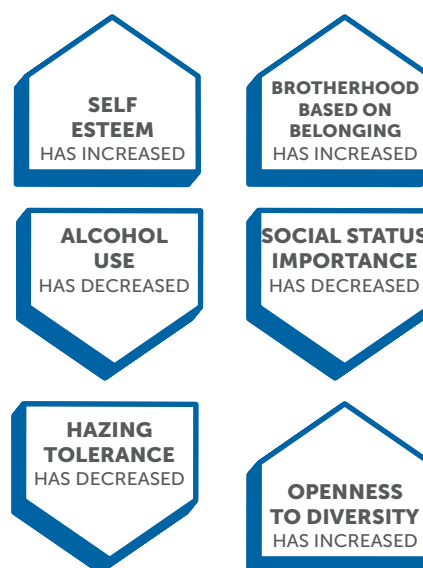 SELF
ESTEEM
HAS INCREASED
BROTHERHOOD
BASED ON
BELONGING
HAS INCREASED
ALCOHOL
USE
HAS DECREASED
SOCIAL STATUS
IMPORTANCE
HAS DECREASED
HAZING
TOLERANCE
HAS DECREASED
OPENNESS
TO DIVERSITY
HAS INCREASED